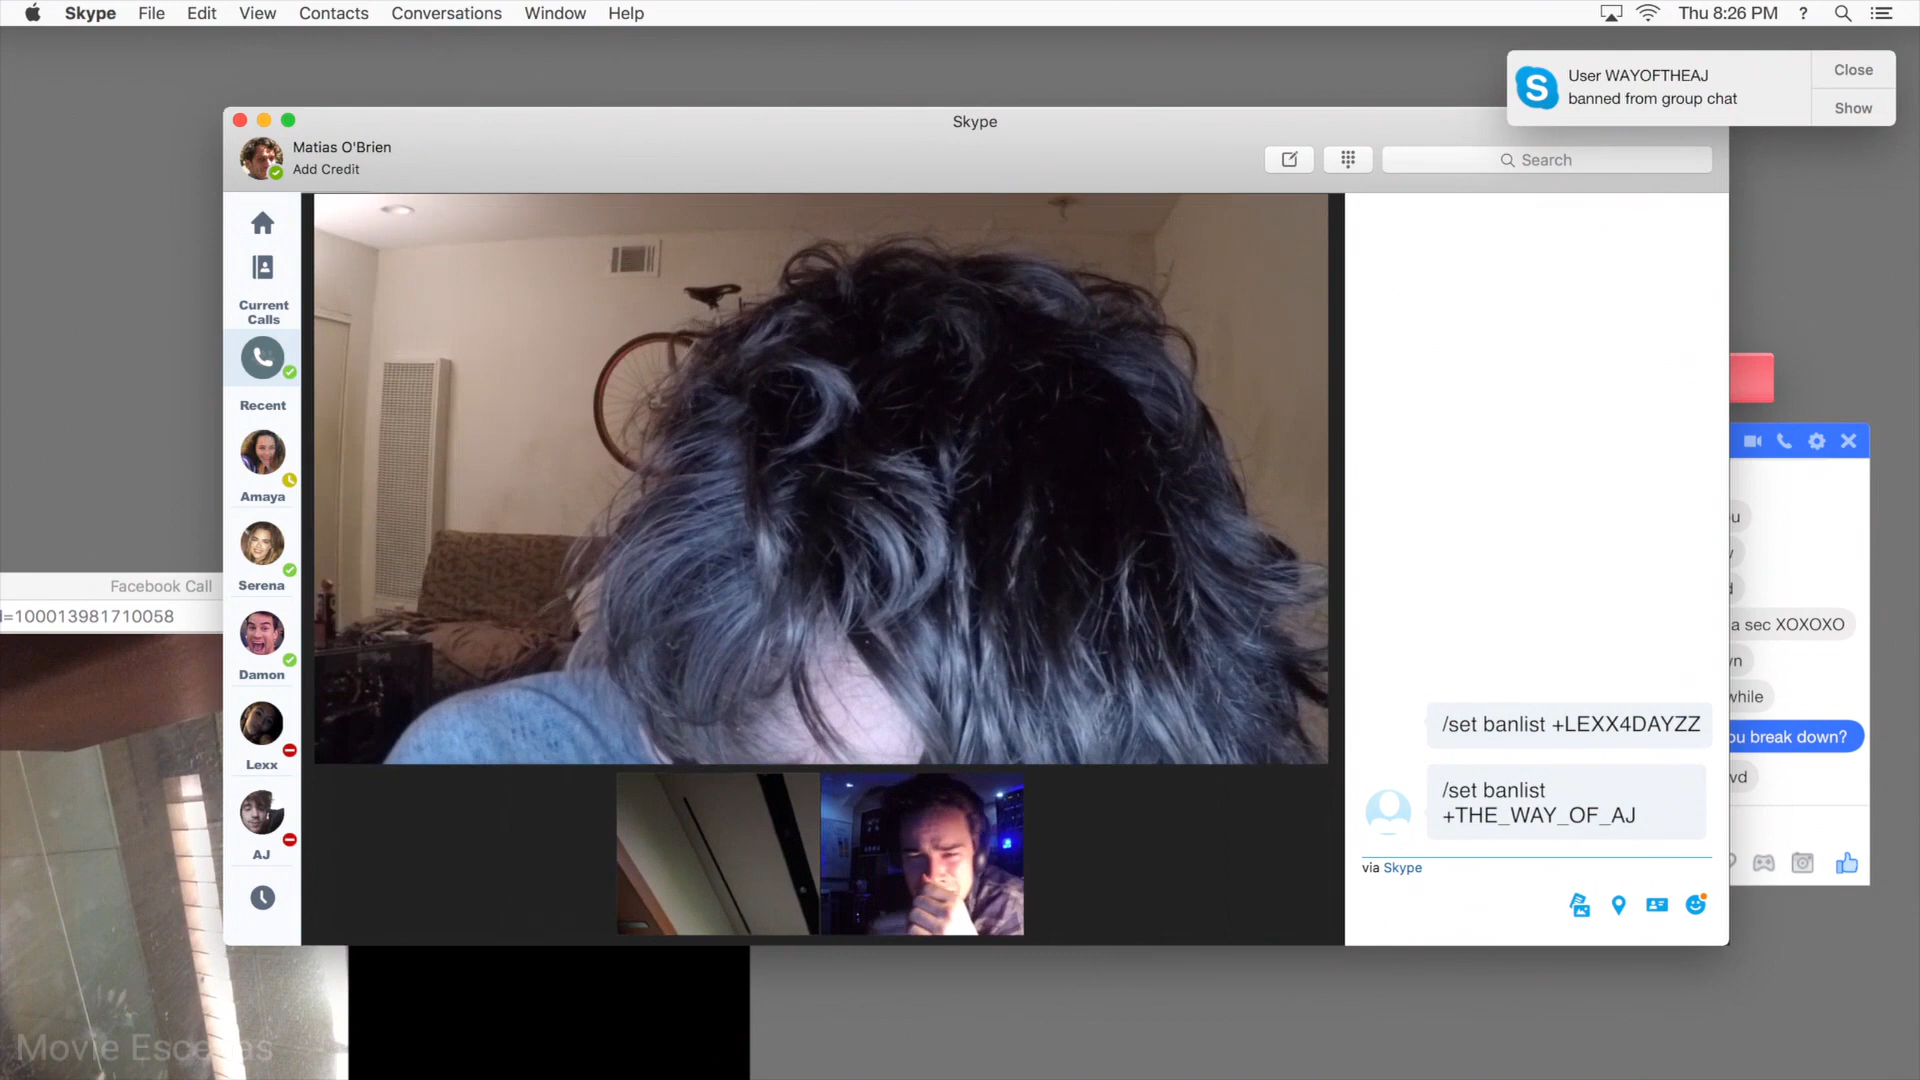 Skype File Edit View Contacts Conversations Window Help
Thu 8:26 PM ?
User WAYOFTHEAJ
banned from group chat
Close
Show
Skype
Matias O'Brien
Add Credit
Search
Current
Calls
Recent
Amaya
Serena
Damon
Lexx
AJ
Facebook Call
=100013981710058
/set banlist +LEXX4DAYZZ
/set banlist
+THE_WAY_OF_AJ
via Skype
a sec XOXOXO
while
break down?
Movie Escenas